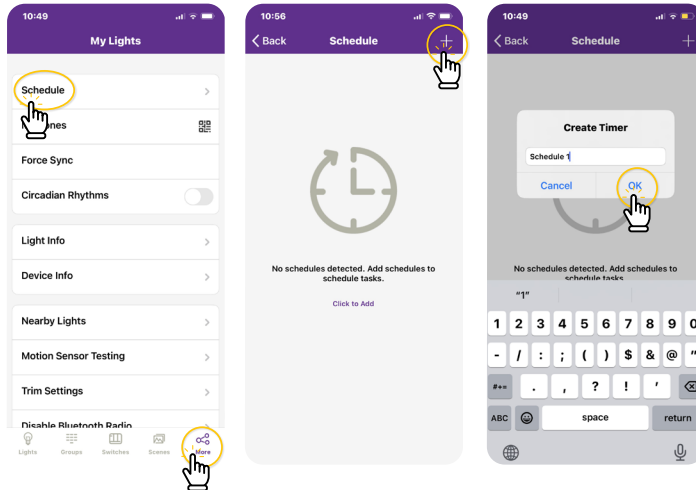 10:49
My Lights
Schedule
Force Sync
Circadian Rhythms
Light Info
Device Info
Nearby Lights
Motion Sensor Testing
Trim Settings
Disable Bluetooth Radio
Lights Groups Switches Scenes More
10:56
Back Schedule
No schedules detected. Add schedules to
schedule tasks.
Click to Add
10:49
Back Schedule
Create Timer
Schedule 1
Cancel OK
No schedules detected. Add schedules to
schedule tasks
"1"
1 2 3 4 5 6 7 8 9 0
- / : ; ( ) $ & @ "
#+= . , ? ! '
ABC space return